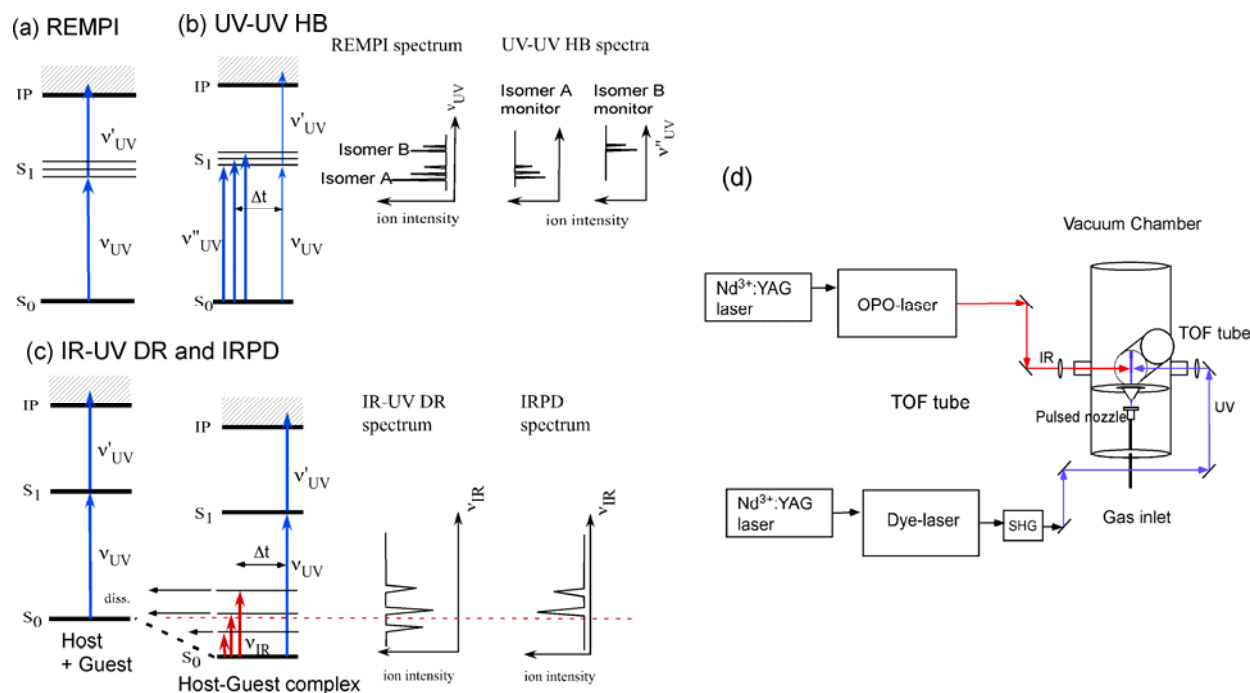 (a) REMPI
IP
ν'UV
S1
νUV
S0
(b) UV-UV HB
IP
ν'UV
S1
Δt
ν''UV
νUV
S0
REMPI spectrum
νUV
Isomer B
Isomer A
ion intensity
UV-UV HB spectra
Isomer A
monitor
Isomer B
monitor
ν''UV
ion intensity
(c) IR-UV DR and IRPD
IP
ν'UV
S1
νUV
diss.
S0
Host
+ Guest
IP
ν'UV
S1
Δt
νUV
νIR
S0
Host-Guest complex
IR-UV DR
spectrum
νIR
ion intensity
IRPD
spectrum
νIR
ion intensity
(d)
Vacuum Chamber
Nd3+:YAG
laser
OPO-laser
TOF tube
IR
TOF tube
Pulsed nozzle
UV
Nd3+:YAG
laser
Dye-laser
SHG
Gas inlet